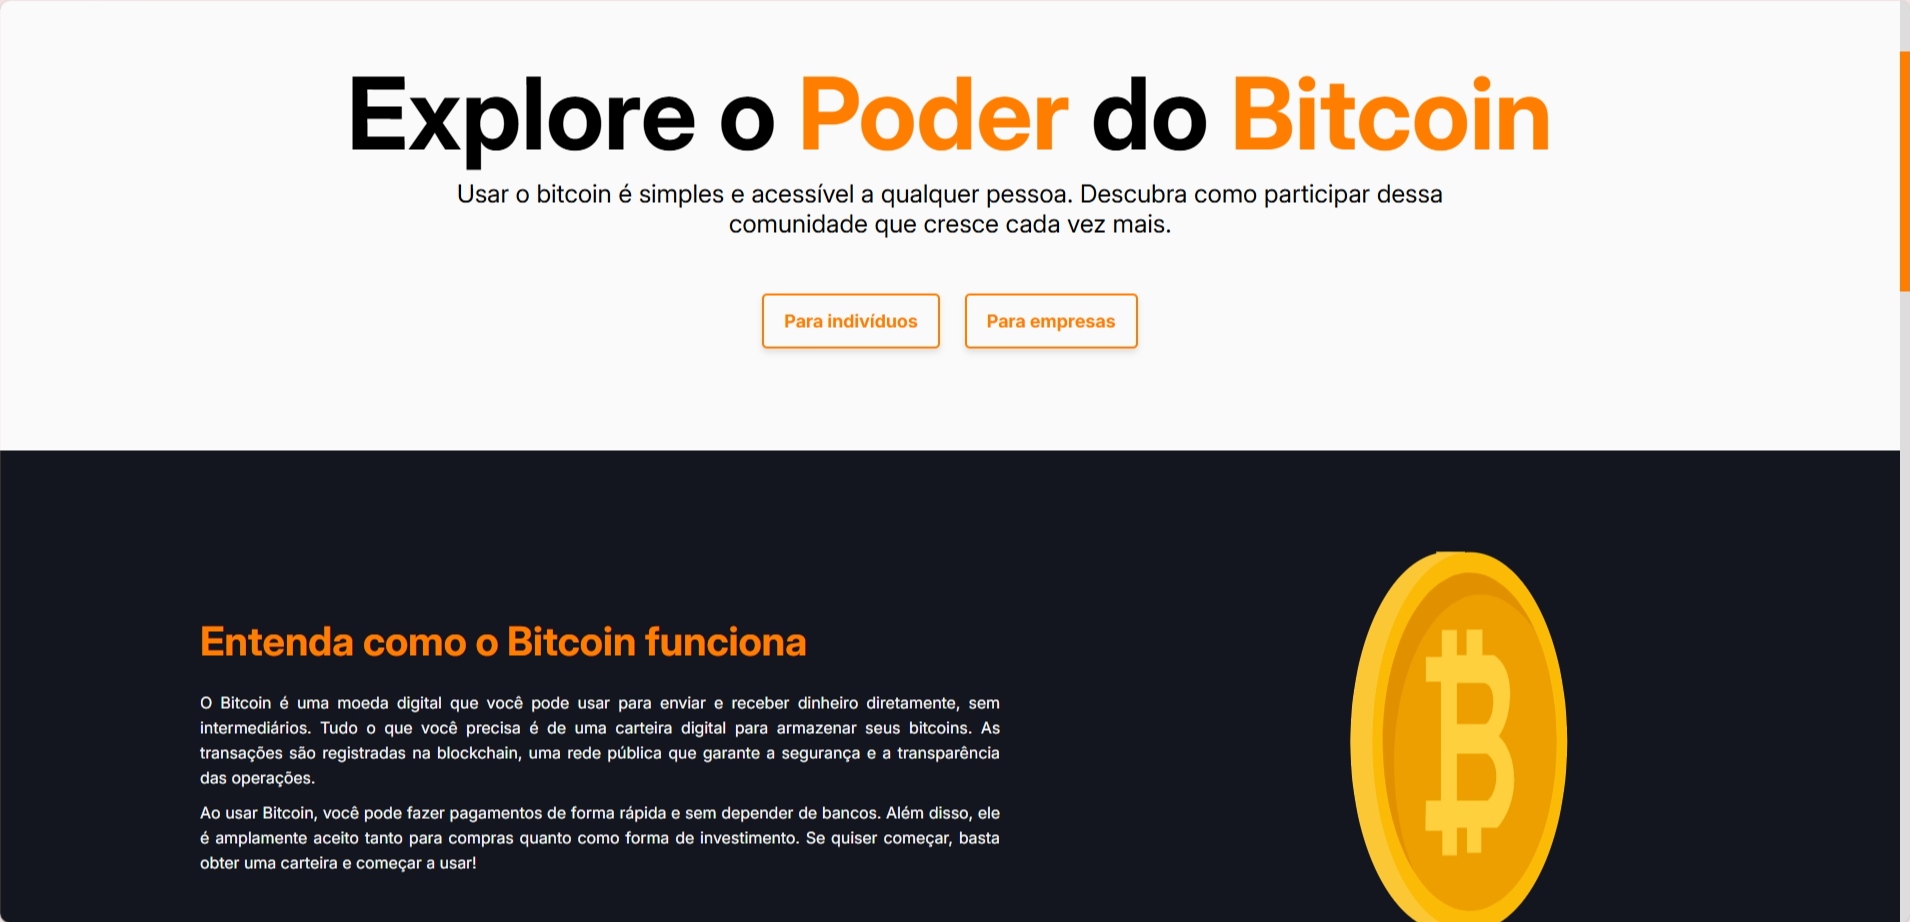 Explore o Poder do Bitcoin
Usar o bitcoin é simples e acessível a qualquer pessoa. Descubra como participar dessa
comunidade que cresce cada vez mais.
Para indivíduos
Para empresas
Entenda como o Bitcoin funciona
O Bitcoin é uma moeda digital que você pode usar para enviar e receber dinheiro diretamente, sem
intermediários. Tudo o que você precisa é de uma carteira digital para armazenar seus bitcoins. As
transações são registradas na blockchain, uma rede pública que garante a segurança e a transparência
das operações.
Ao usar Bitcoin, você pode fazer pagamentos de forma rápida e sem depender de bancos. Além disso, ele
é amplamente aceito tanto para compras quanto como forma de investimento. Se quiser começar, basta
obter uma carteira e começar a usar!